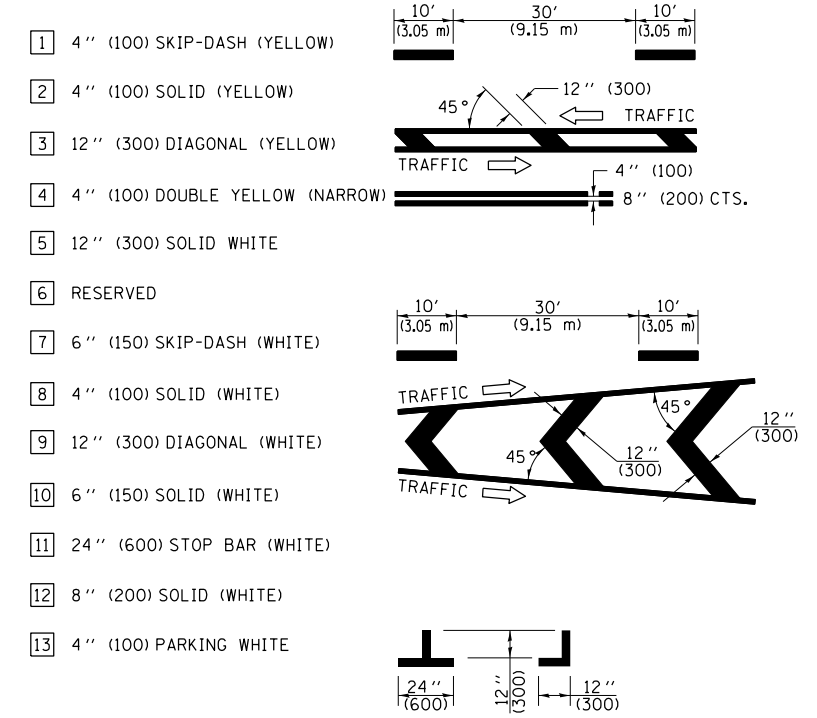 10' 30' 10'
(3.05 m) (9.15 m) (3.05 m)
1 4'' (100) SKIP-DASH (YELLOW)
2 4'' (100) SOLID (YELLOW)
45° 12'' (300)
TRAFFIC
3 12'' (300) DIAGONAL (YELLOW)
TRAFFIC
4'' (100)
4 4'' (100) DOUBLE YELLOW (NARROW)
8'' (200) CTS.
5 12'' (300) SOLID WHITE
6 RESERVED
10' 30' 10'
(3.05 m) (9.15 m) (3.05 m)
7 6'' (150) SKIP-DASH (WHITE)
8 4'' (100) SOLID (WHITE)
TRAFFIC
45°
12''
(300)
9 12'' (300) DIAGONAL (WHITE)
45°
12''
(300)
TRAFFIC
10 6'' (150) SOLID (WHITE)
11 24'' (600) STOP BAR (WHITE)
12 8'' (200) SOLID (WHITE)
13 4'' (100) PARKING WHITE
24''
(600)
12''
(300)
12''
(300)